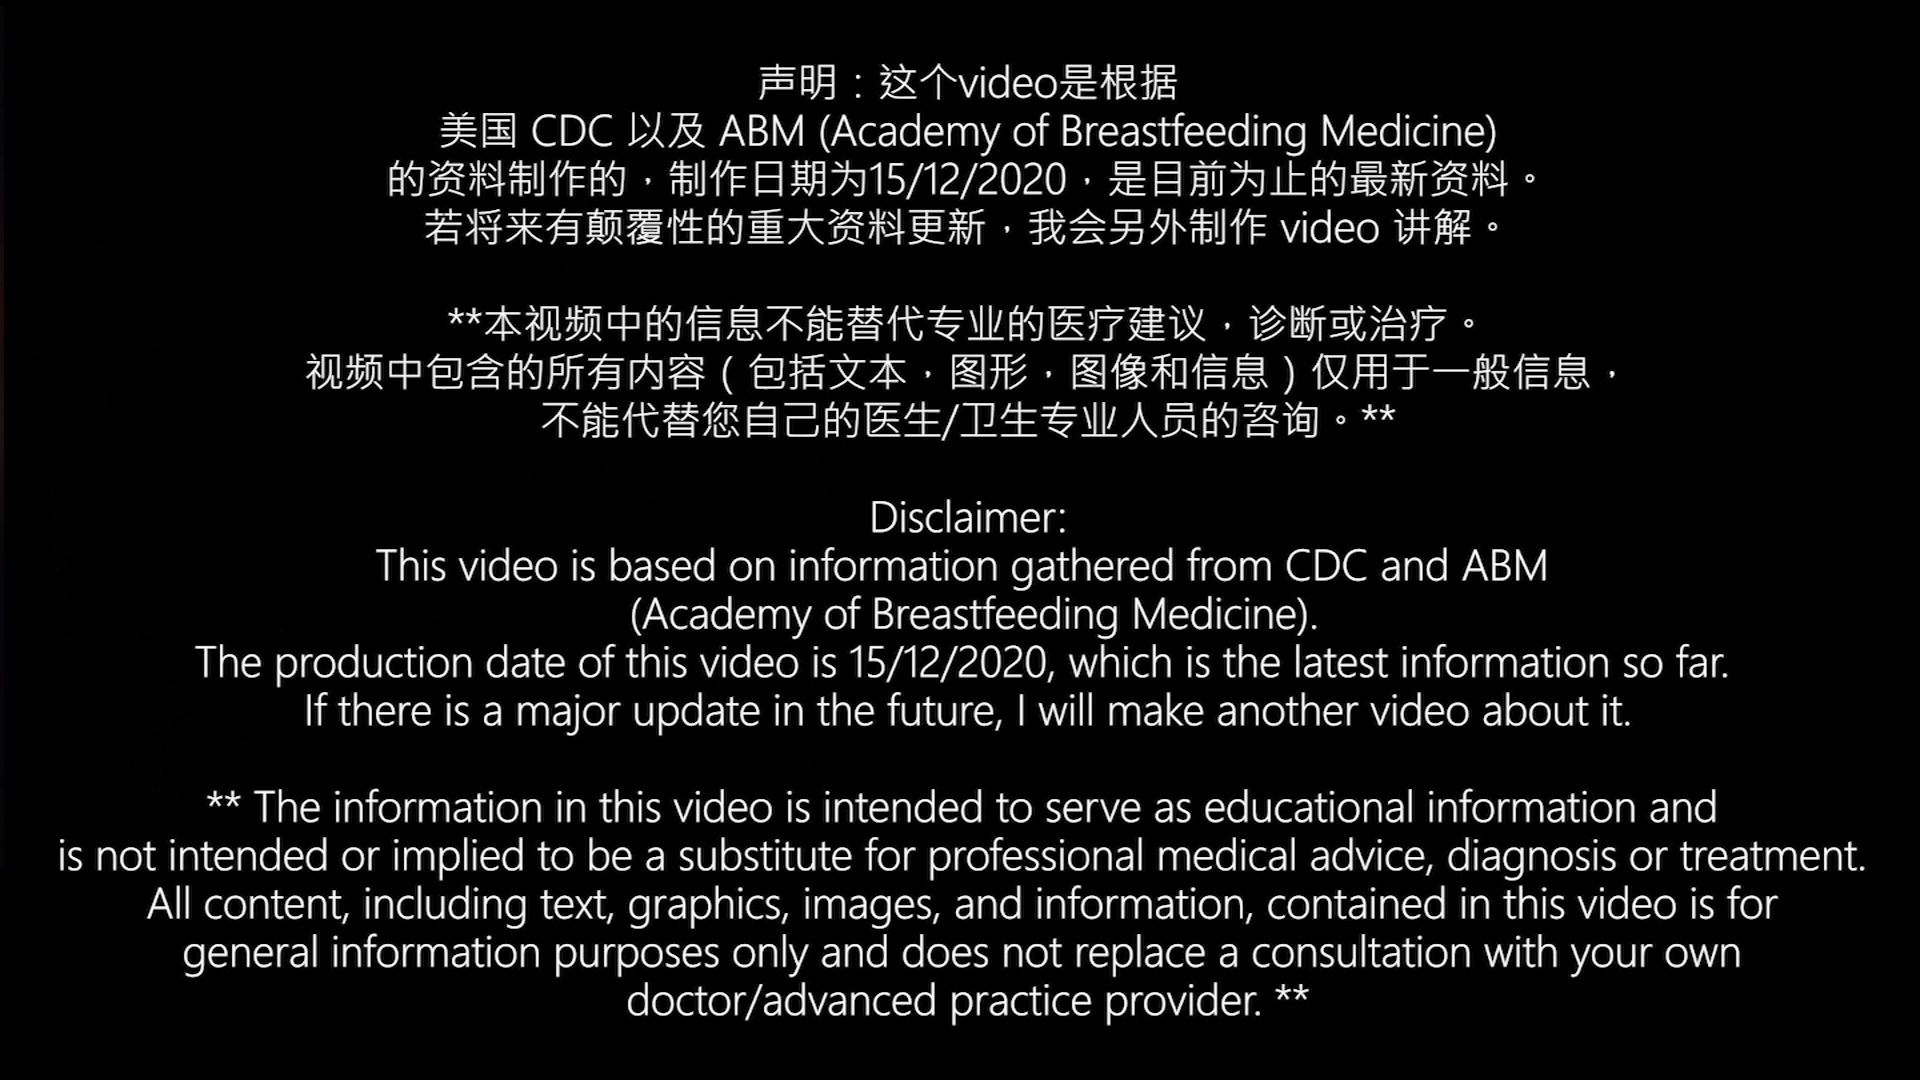 声明：这个video是根据
美国 CDC 以及 ABM (Academy of Breastfeeding Medicine)
的资料制作的，制作日期为15/12/2020，是目前为止的最新资料。
若将来有颠覆性的重大资料更新，我会另外制作 video 讲解。
**本视频中的信息不能替代专业的医疗建议，诊断或治疗。
视频中包含的所有内容（包括文本，图形，图像和信息）仅用于一般信息，
不能代替您自己的医生/卫生专业人员的咨询。**
Disclaimer:
This video is based on information gathered from CDC and ABM
(Academy of Breastfeeding Medicine).
The production date of this video is 15/12/2020, which is the latest information so far.
If there is a major update in the future, I will make another video about it.
** The information in this video is intended to serve as educational information and
is not intended or implied to be a substitute for professional medical advice, diagnosis or treatment.
All content, including text, graphics, images, and information, contained in this video is for
general information purposes only and does not replace a consultation with your own
doctor/advanced practice provider. **